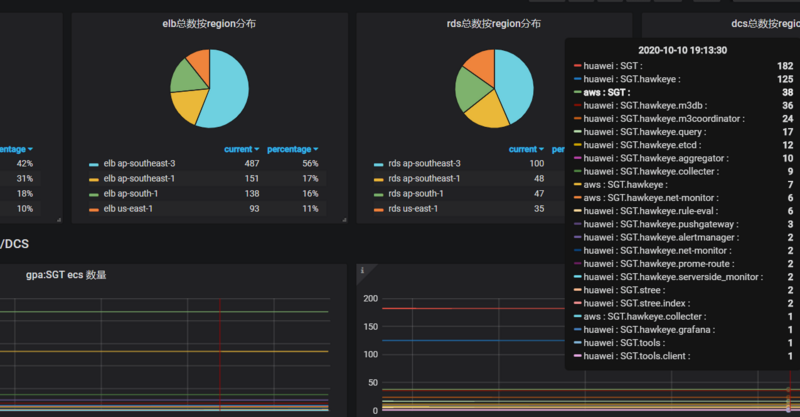 elb总数按region分布
rds总数按region分布
dcs总数按regio
entage
42%
31%
18%
10%
current percentage
elb ap-southeast-3 487 56%
elb ap-southeast-1 151 17%
elb ap-south-1 138 16%
elb us-east-1 93 11%
current pe
rds ap-southeast-3 100
rds ap-southeast-1 48
rds ap-south-1 47
rds us-east-1 35
2020-10-10 19:13:30
huawei : SGT : 182
huawei : SGT.hawkeye : 125
aws : SGT : 38
huawei : SGT.hawkeye.m3db : 36
huawei : SGT.hawkeye.m3coordinator : 24
huawei : SGT.hawkeye.query : 17
huawei : SGT.hawkeye.etcd : 12
huawei : SGT.hawkeye.aggregator : 10
huawei : SGT.hawkeye.collecter : 9
aws : SGT.hawkeye : 7
aws : SGT.hawkeye.net-monitor : 6
huawei : SGT.hawkeye.rule-eval : 6
huawei : SGT.hawkeye.pushgateway : 3
huawei : SGT.hawkeye.alertmanager : 2
huawei : SGT.hawkeye.net-monitor : 2
huawei : SGT.hawkeye.prome-route : 2
huawei : SGT.hawkeye.serverside_monitor : 2
huawei : SGT.stree : 2
huawei : SGT.stree.index : 2
aws : SGT.hawkeye.collecter : 1
huawei : SGT.hawkeye.grafana : 1
huawei : SGT.tools : 1
huawei : SGT.tools.client : 1
/DCS
gpa:SGT ecs 数量
i
200
150
100
50
0